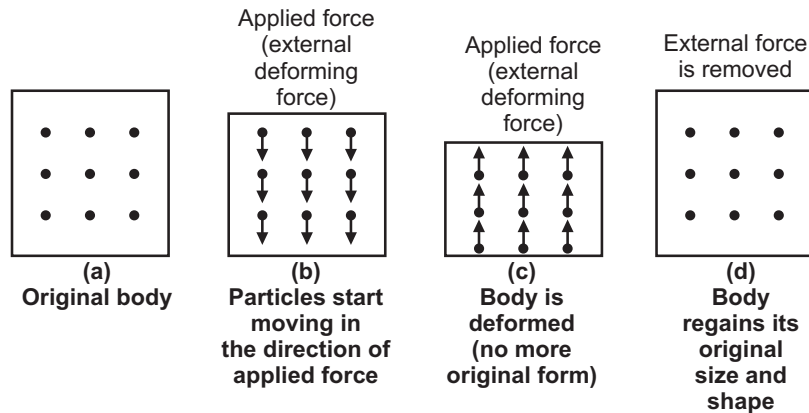 Applied force
(external
deforming
force)
Applied force
(external
deforming
force)
External force
is removed
(a)
Original body
(b)
Particles start
moving in
the direction of
applied force
(c)
Body is
deformed
(no more
original form)
(d)
Body
regains its
original
size and
shape